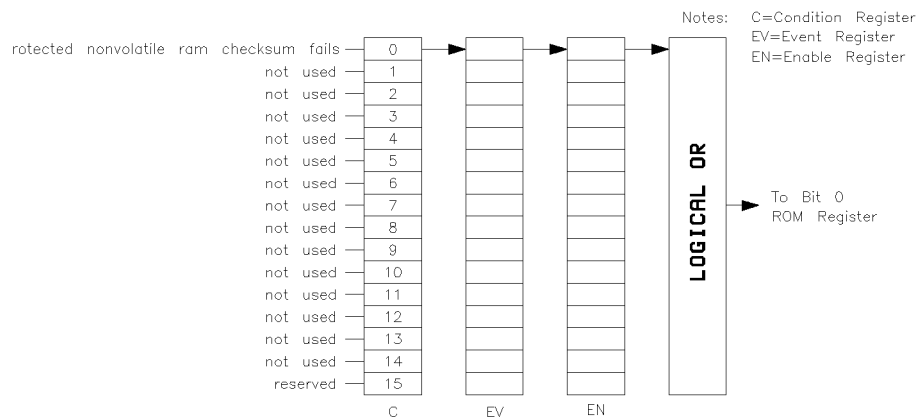 Notes: C=Condition Register
EV=Event Register
EN=Enable Register
rotected nonvolatile ram checksum fails 0
not used 1
not used 2
not used 3
not used 4
not used 5
not used 6
not used 7
not used 8
not used 9
not used 10
not used 11
not used 12
not used 13
not used 14
reserved 15
C EV EN
LOGICAL OR
To Bit 0
ROM Register